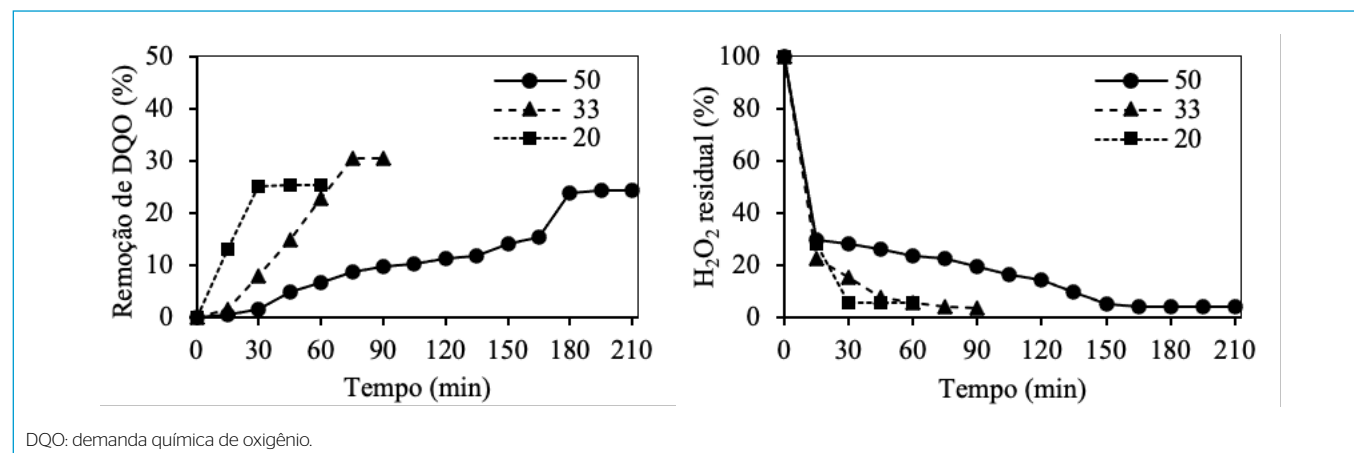 Remoção de DQO (%)
50
40
30
20
10
0
50
33
20
0 30 60 90 120 150 180 210
Tempo (min)
H₂O₂ residual (%)
100
80
60
40
20
0
50
33
20
0 30 60 90 120 150 180 210
Tempo (min)
DQO: demanda química de oxigênio.